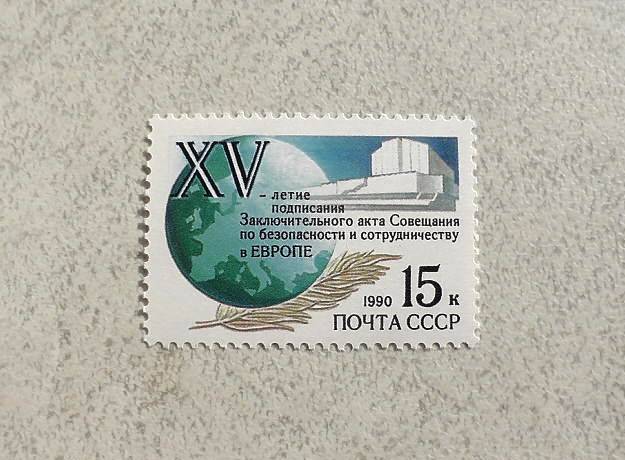 XV
- летие
подписания
Заключительного акта Совещания
по безопасности и сотрудничеству
в ЕВРОПЕ
1990 15 к
ПОЧТА СССР